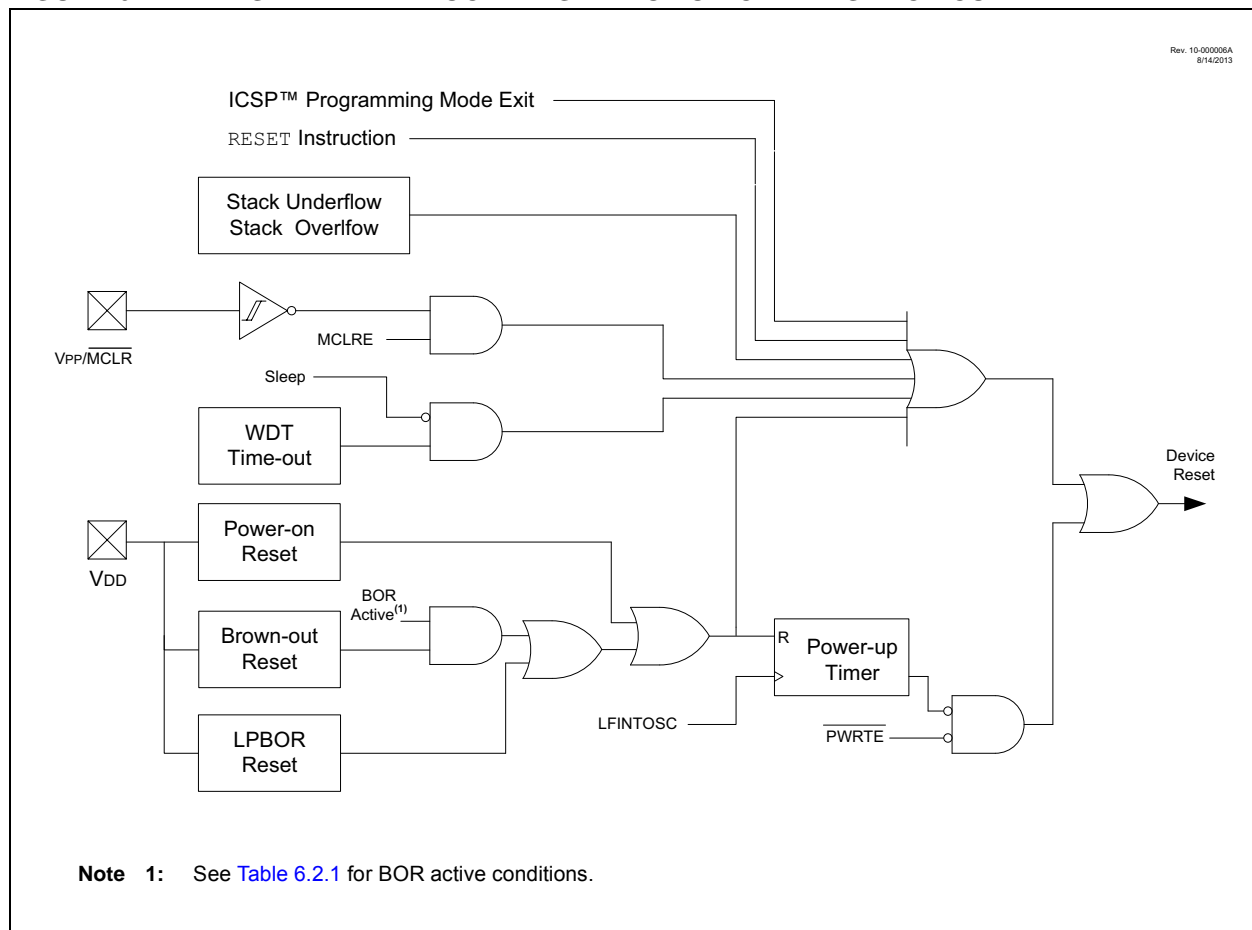 Rev. 10-000006A
8/14/2013
ICSP™ Programming Mode Exit
RESET Instruction
Stack Underflow
Stack Overlfow
VPP/MCLR
MCLRE
Sleep
WDT
Time-out
Device
Reset
VDD
Power-on
Reset
BOR
Active(1)
Brown-out
Reset
R
Power-up
Timer
LFINTOSC
PWRTE
LPBOR
Reset
Note 1: See Table 6.2.1 for BOR active conditions.